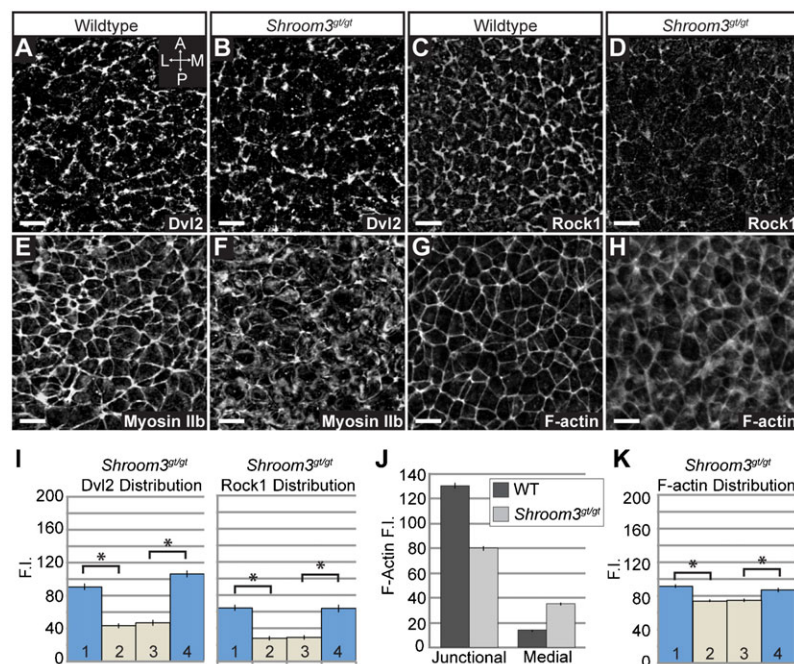 Wildtype
Shroom3gt/gt
Wildtype
Shroom3gt/gt
A
A
L M
P
Dvl2
B
Dvl2
C
Rock1
D
Rock1
E
Myosin IIb
F
Myosin IIb
G
F-actin
H
F-actin
I
Shroom3gt/gt
Dvl2 Distribution
Shroom3gt/gt
Rock1 Distribution
F.I.
200
160
120
80
40
0
*
*
1 2 3 4
*
*
1 2 3 4
J
F-Actin F.I.
140
120
100
80
60
40
20
0
WT
Shroom3gt/gt
Junctional Medial
K
Shroom3gt/gt
F-actin Distribution
F.I.
200
160
120
80
40
0
*
*
1 2 3 4